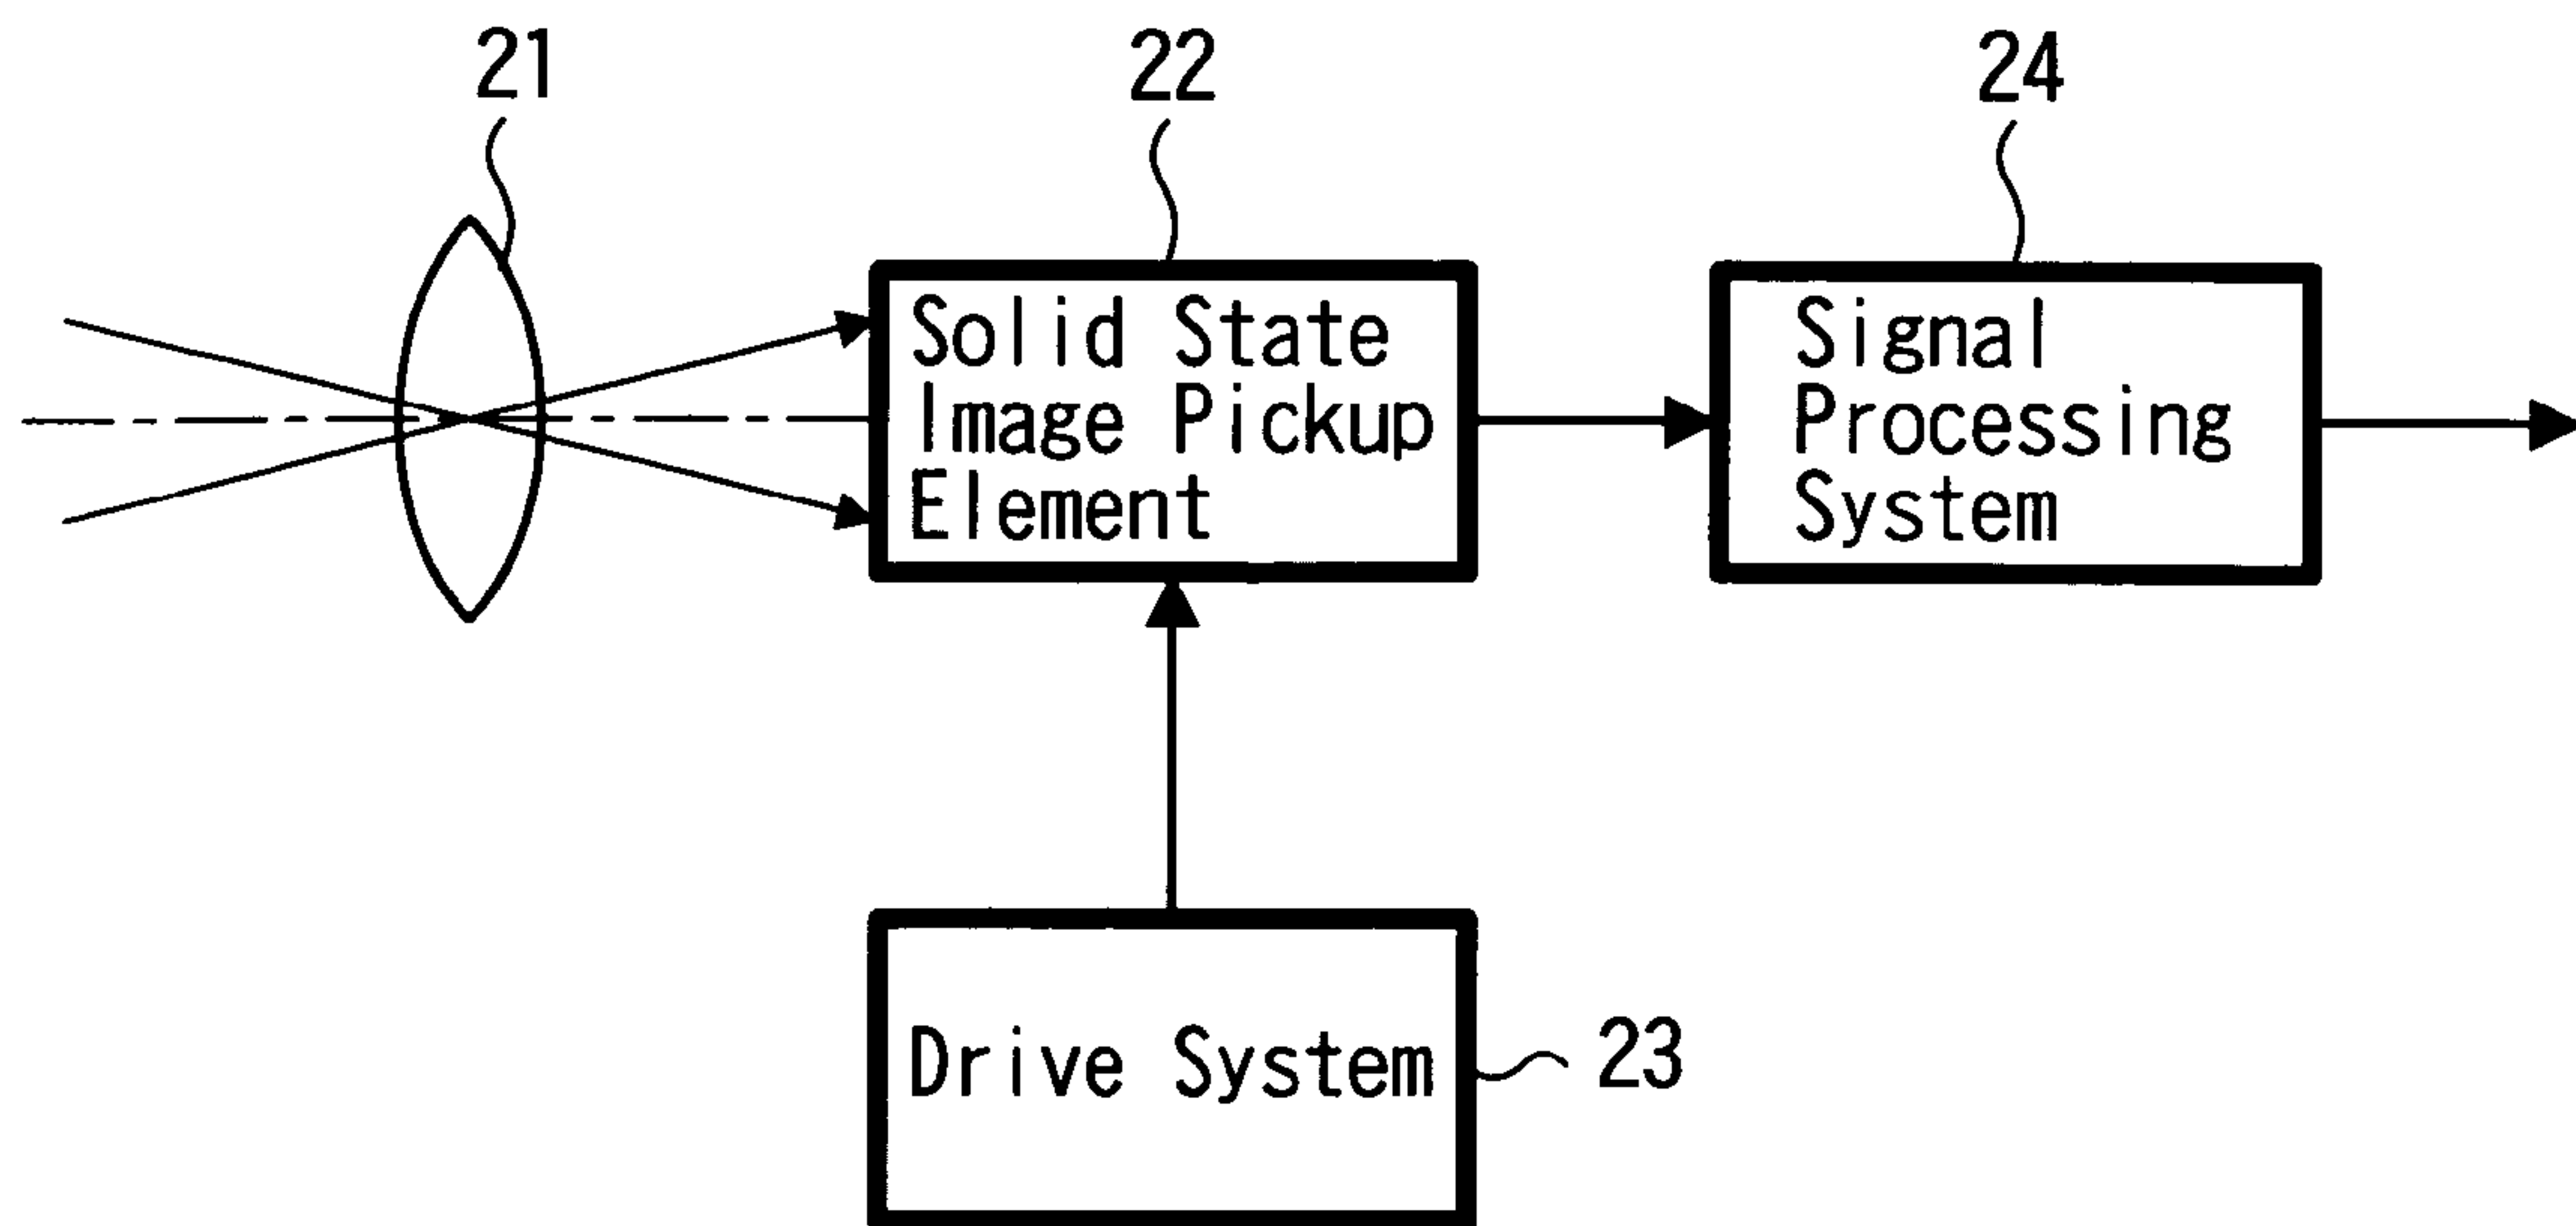 21
22
24
Solid State
Image Pickup
Element
Signal
Processing
System
Drive System
23